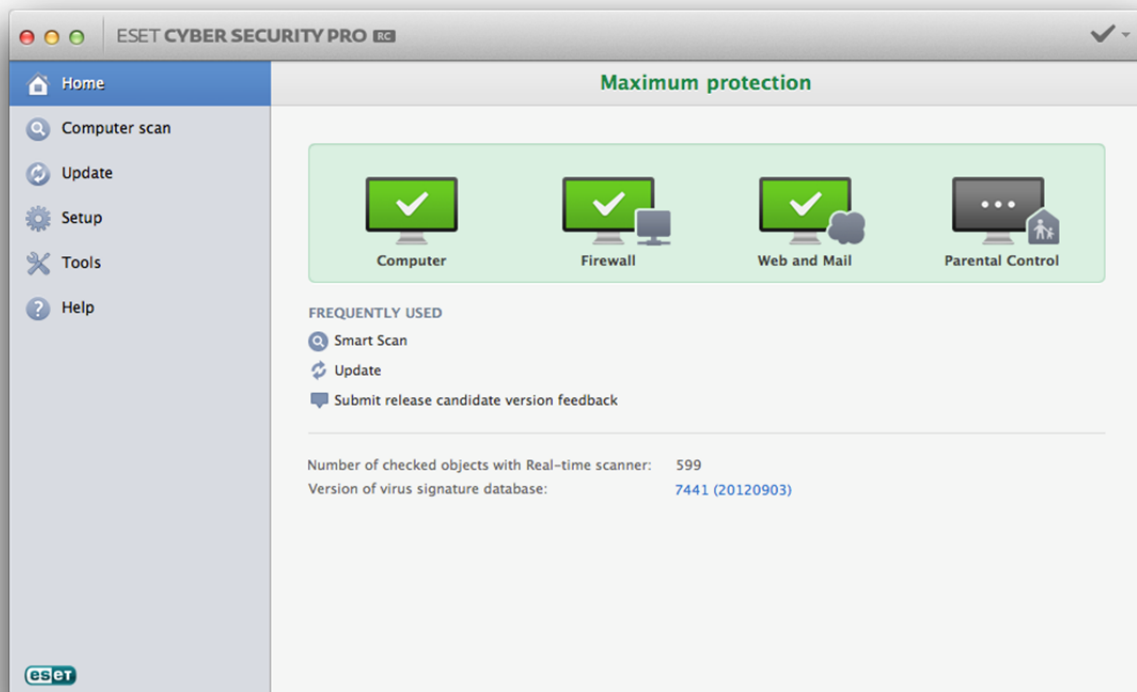 ESET CYBER SECURITY PRO RC
Home
Maximum protection
Computer scan
Update
Setup
Tools
Help
Computer
Firewall
Web and Mail
Parental Control
FREQUENTLY USED
Smart Scan
Update
Submit release candidate version feedback
Number of checked objects with Real-time scanner: 599
Version of virus signature database: 7441 (20120903)
eseT